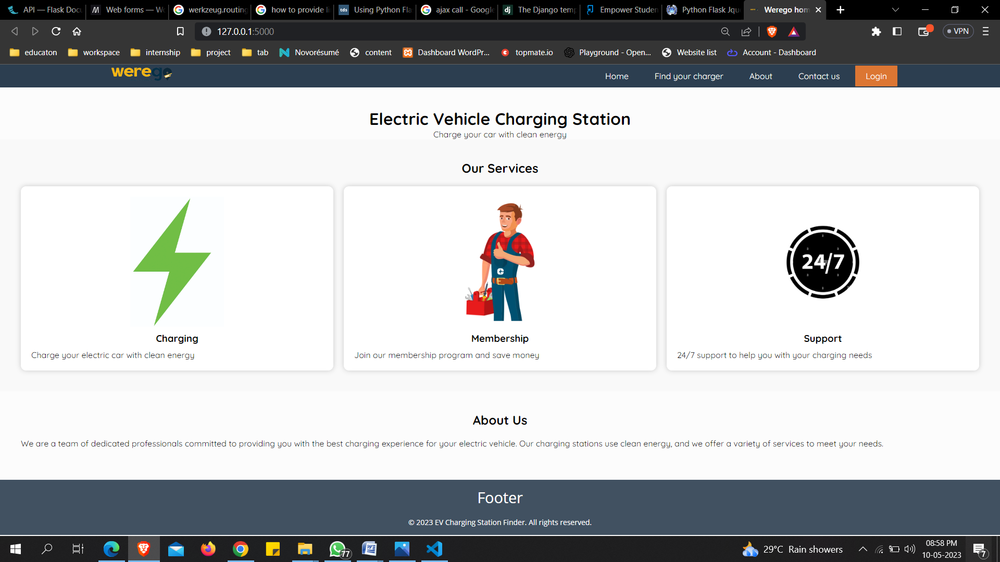 API — Flask Docu
Web forms — Wo
werkzeug.routing
how to provide li
Using Python Fla
ajax call - Google
The Django temp
Empower Studen
Python Flask Jqu
Werego hom
127.0.0.1:5000
VPN
educaton
workspace
internship
project
tab
Novorésumé
content
Dashboard WordPr...
topmate.io
Playground - Open...
Website list
Account - Dashboard
werego
Home
Find your charger
About
Contact us
Login
Electric Vehicle Charging Station
Charge your car with clean energy
Our Services
24/7
Charging
Membership
Support
Charge your electric car with clean energy
Join our membership program and save money
24/7 support to help you with your charging needs
About Us
We are a team of dedicated professionals committed to providing you with the best charging experience for your electric vehicle. Our charging stations use clean energy, and we offer a variety of services to meet your needs.
Footer
© 2023 EV Charging Station Finder. All rights reserved.
77
29°C Rain showers
08:58 PM
10-05-2023
7